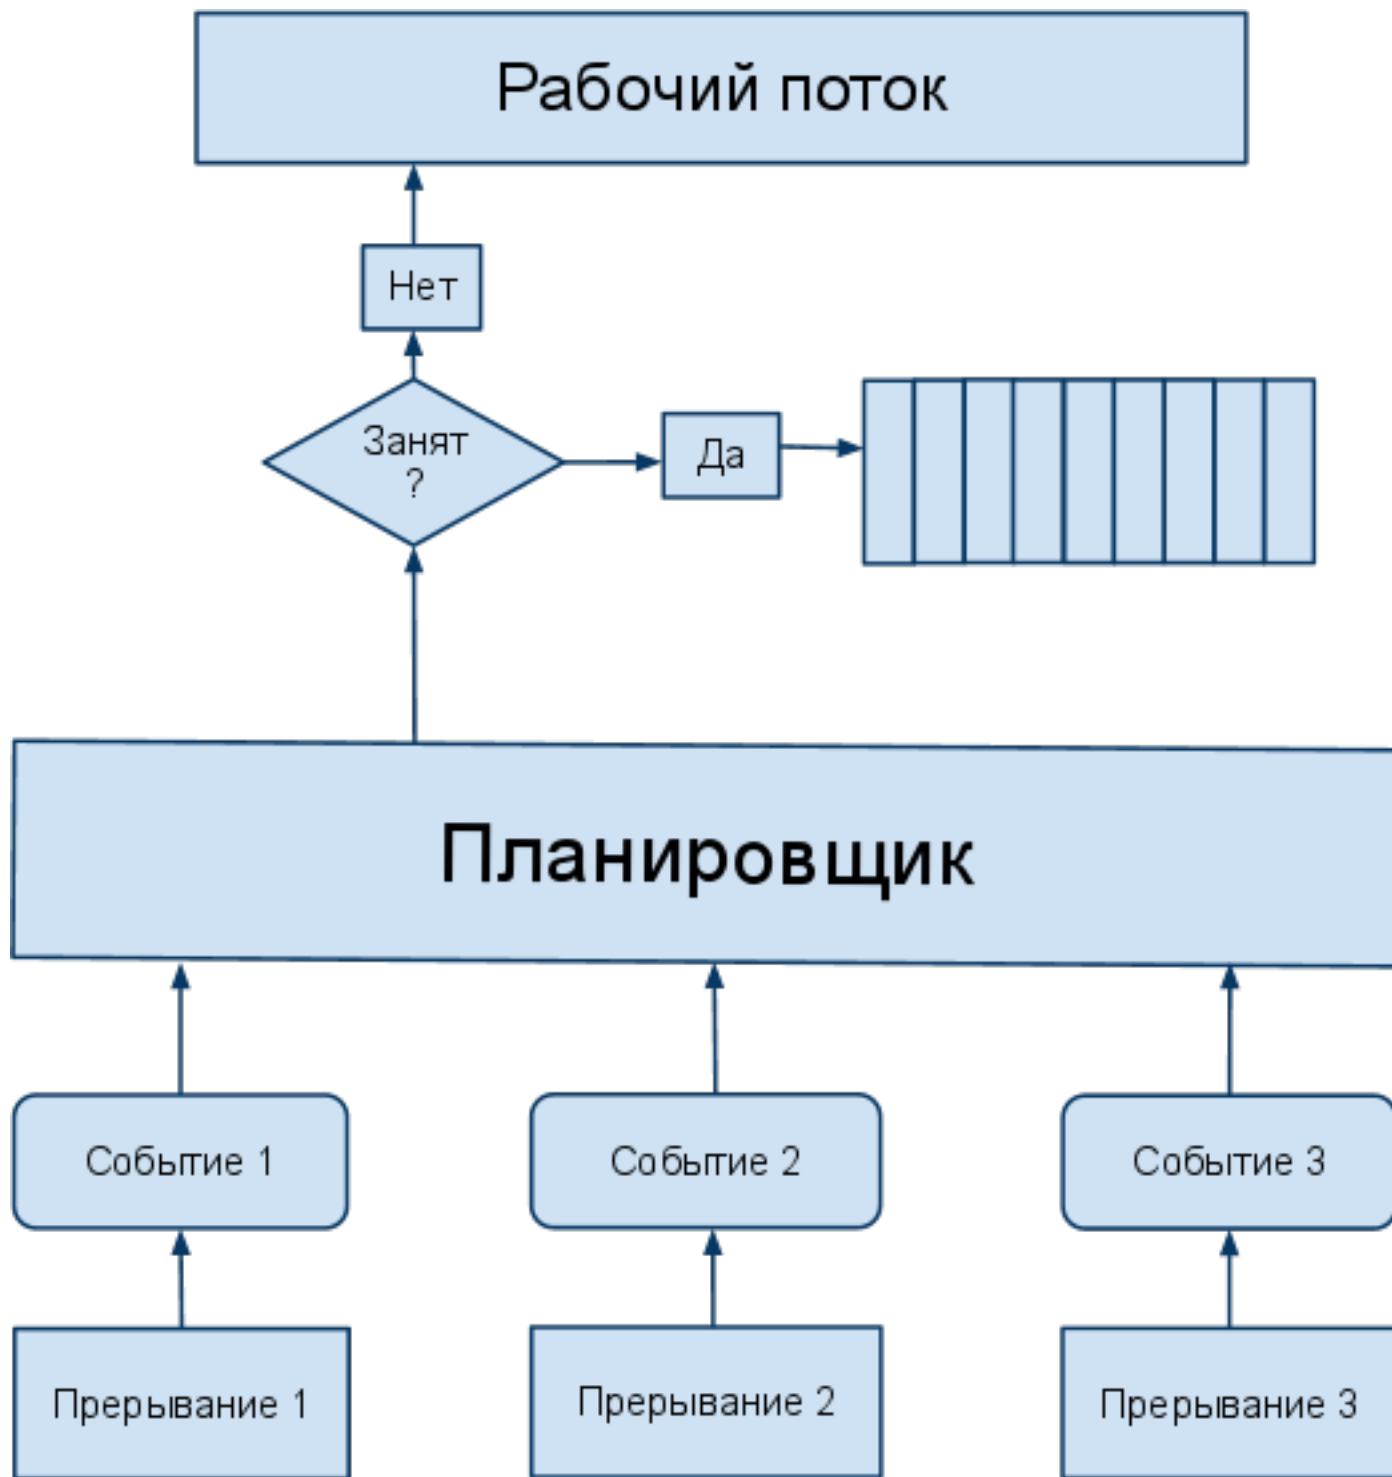 Рабочий поток
Нет
Занят
?
Да
Планировщик
Событие 1
Событие 2
Событие 3
Прерывание 1
Прерывание 2
Прерывание 3